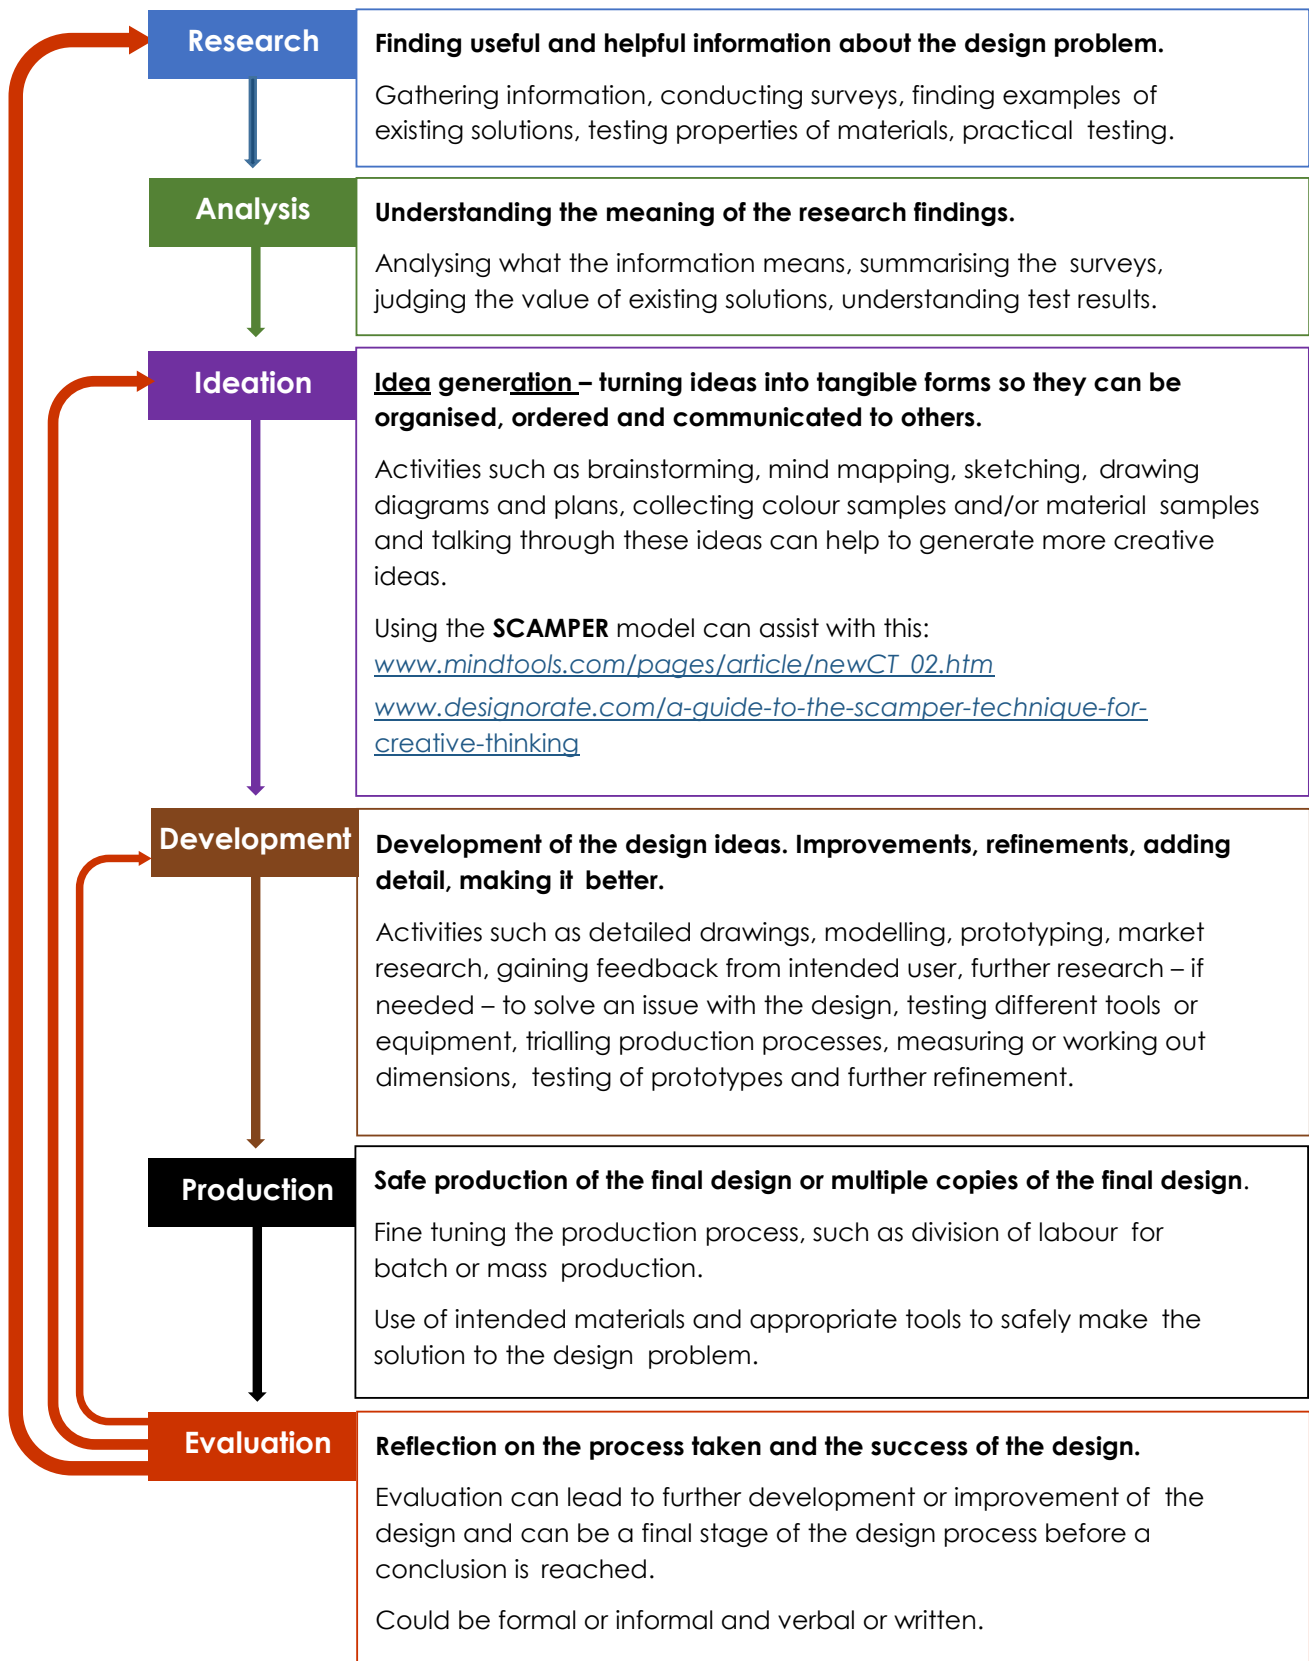 Research
Finding useful and helpful information about the design problem.
Gathering information, conducting surveys, finding examples of
existing solutions, testing properties of materials, practical testing.
Analysis
Understanding the meaning of the research findings.
Analysing what the information means, summarising the surveys,
judging the value of existing solutions, understanding test results.
Ideation
Idea generation – turning ideas into tangible forms so they can be
organised, ordered and communicated to others.
Activities such as brainstorming, mind mapping, sketching, drawing
diagrams and plans, collecting colour samples and/or material samples
and talking through these ideas can help to generate more creative
ideas.
Using the SCAMPER model can assist with this:
www.mindtools.com/pages/article/newCT_02.htm
www.designorate.com/a-guide-to-the-scamper-technique-for-
creative-thinking
Development
Development of the design ideas. Improvements, refinements, adding
detail, making it better.
Activities such as detailed drawings, modelling, prototyping, market
research, gaining feedback from intended user, further research – if
needed – to solve an issue with the design, testing different tools or
equipment, trialling production processes, measuring or working out
dimensions, testing of prototypes and further refinement.
Production
Safe production of the final design or multiple copies of the final design.
Fine tuning the production process, such as division of labour for
batch or mass production.
Use of intended materials and appropriate tools to safely make the
solution to the design problem.
Evaluation
Reflection on the process taken and the success of the design.
Evaluation can lead to further development or improvement of the
design and can be a final stage of the design process before a
conclusion is reached.
Could be formal or informal and verbal or written.